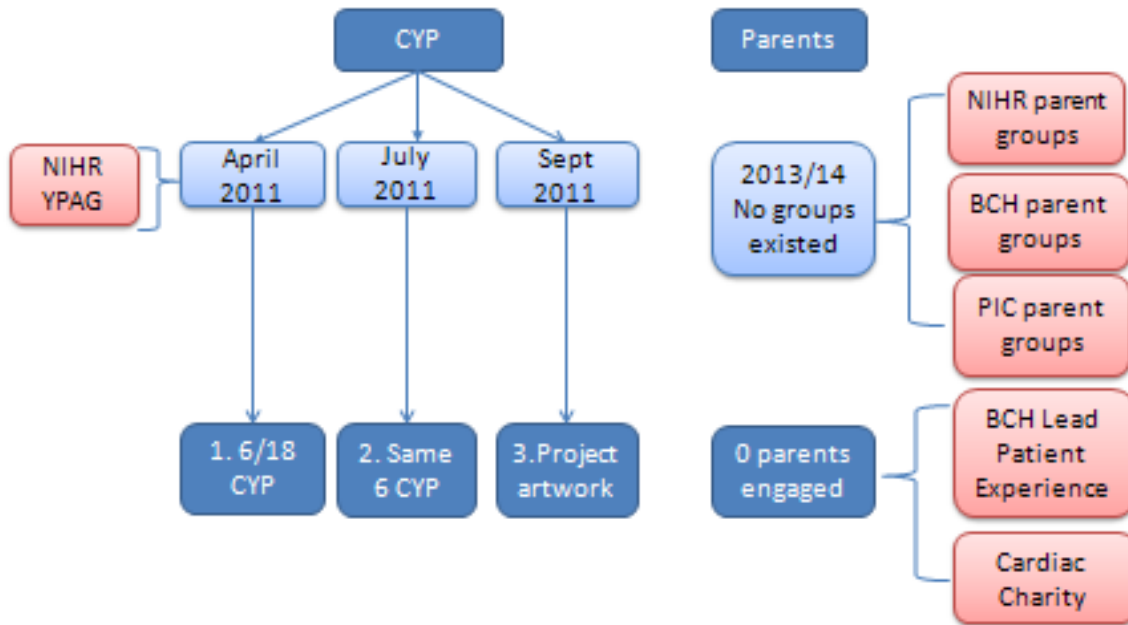 CYP
Parents
NIHR
YPAG
April
2011
July
2011
Sept
2011
2013/14
No groups
existed
NIHR parent
groups
BCH parent
groups
PIC parent
groups
1. 6/18
CYP
2. Same
6 CYP
3.Project
artwork
0 parents
engaged
BCH Lead
Patient
Experience
Cardiac
Charity